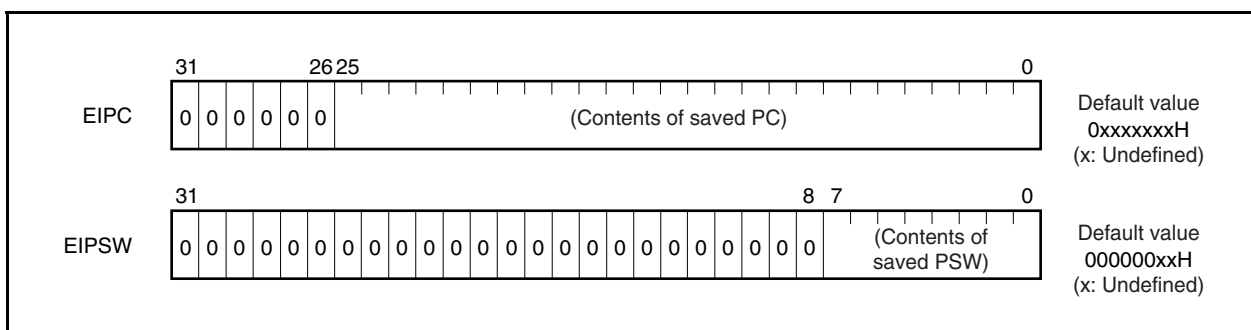 31 26 25 0
EIPC 0 0 0 0 0 0 (Contents of saved PC) Default value
0xxxxxxxH
(x: Undefined)
31 8 7 0
EIPSW 0 0 0 0 0 0 0 0 0 0 0 0 0 0 0 0 0 0 0 0 0 0 0 0 (Contents of
saved PSW) Default value
000000xxH
(x: Undefined)